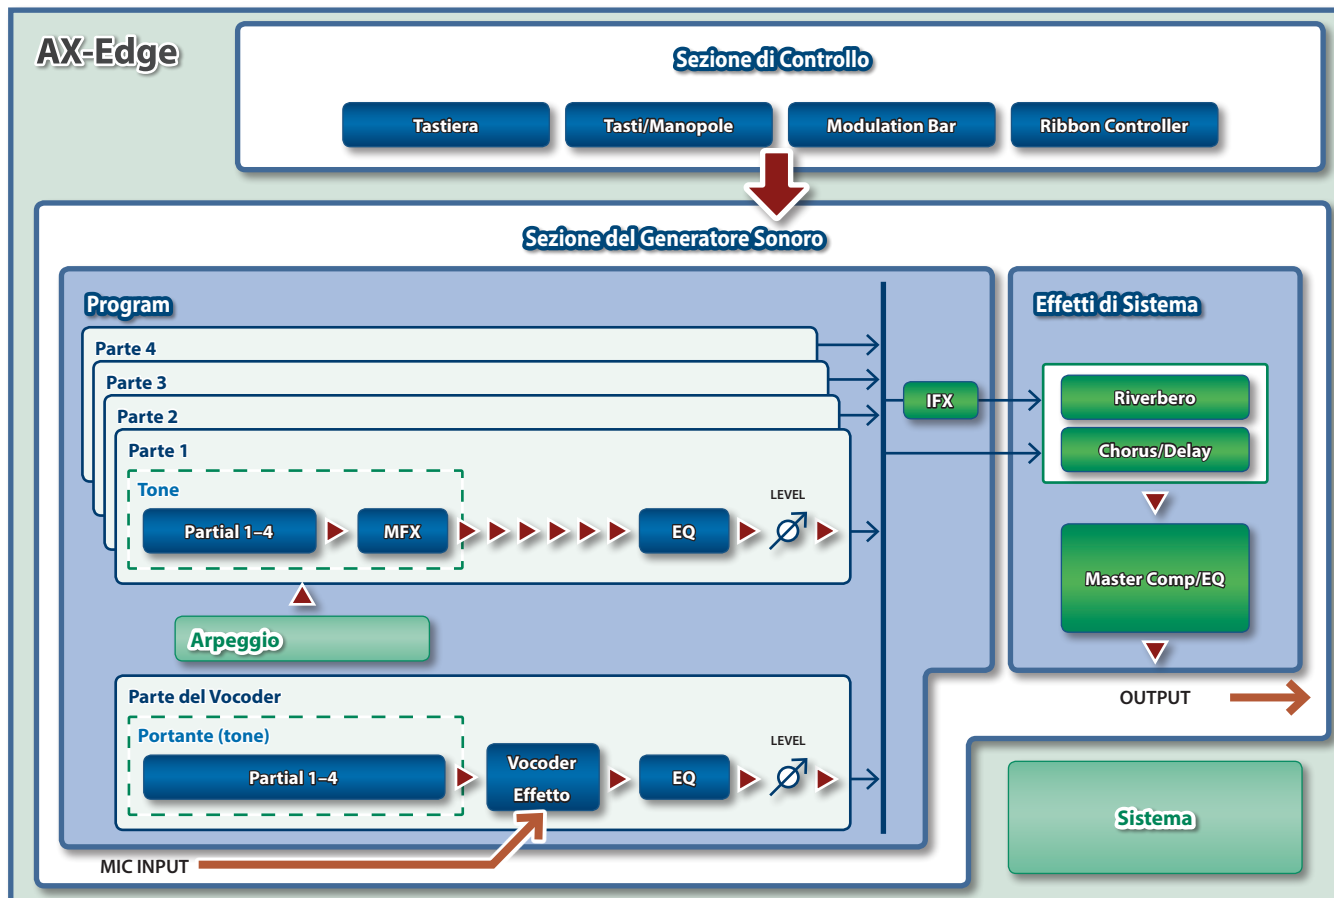 AX-Edge
Sezione di Controllo
Tastiera
Tasti/Manopole
Modulation Bar
Ribbon Controller
Sezione del Generatore Sonoro
Program
Parte 4
Parte 3
Parte 2
Parte 1
Tone
Partial 1–4
MFX
EQ
LEVEL
Arpeggio
Parte del Vocoder
Portante (tone)
Partial 1–4
Vocoder
Effetto
EQ
LEVEL
MIC INPUT
IFX
Effetti di Sistema
Riverbero
Chorus/Delay
Master Comp/EQ
OUTPUT
Sistema